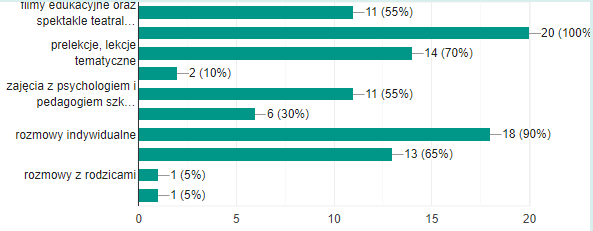 filmy edukacyjne oraz
spektakle teatral...
11 (55%)
20 (100%
prelekcje, lekcje
tematyczne
14 (70%)
2 (10%)
zajęcia z psychologiem i
pedagogiem szk...
11 (55%)
6 (30%)
rozmowy indywidualne
18 (90%)
13 (65%)
rozmowy z rodzicami
1 (5%)
1 (5%)
0 5 10 15 20